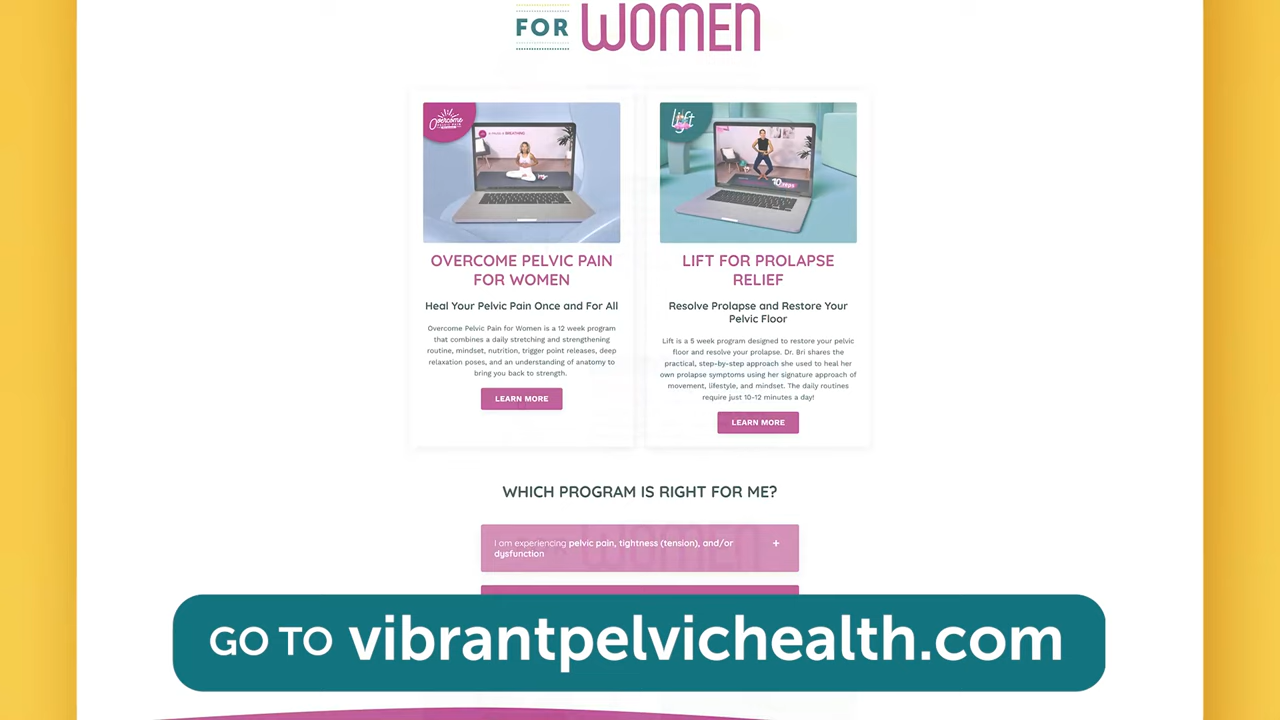 FOR WOMEN
Overcome
Lift
10 steps
OVERCOME PELVIC PAIN
FOR WOMEN
Heal Your Pelvic Pain Once and For All
Overcome Pelvic Pain for Women is a 12 week program
that combines a daily stretching and strengthening
routine, mindset, nutrition, trigger point releases, deep
relaxation poses, and an understanding of anatomy to
bring you back to strength.
LEARN MORE
LIFT FOR PROLAPSE
RELIEF
Resolve Prolapse and Restore Your
Pelvic Floor
Lift is a 5 week program designed to restore your pelvic
floor and resolve your prolapse. Dr. Bri shares the
practical, step-by-step approach she used to heal her
own prolapse symptoms using her signature approach of
movement, lifestyle, and mindset. The daily routines
require just 10-12 minutes a day!
LEARN MORE
WHICH PROGRAM IS RIGHT FOR ME?
I am experiencing pelvic pain, tightness (tension), and/or
dysfunction
+
WOMEN
GO TO vibrantpelvichealth.com